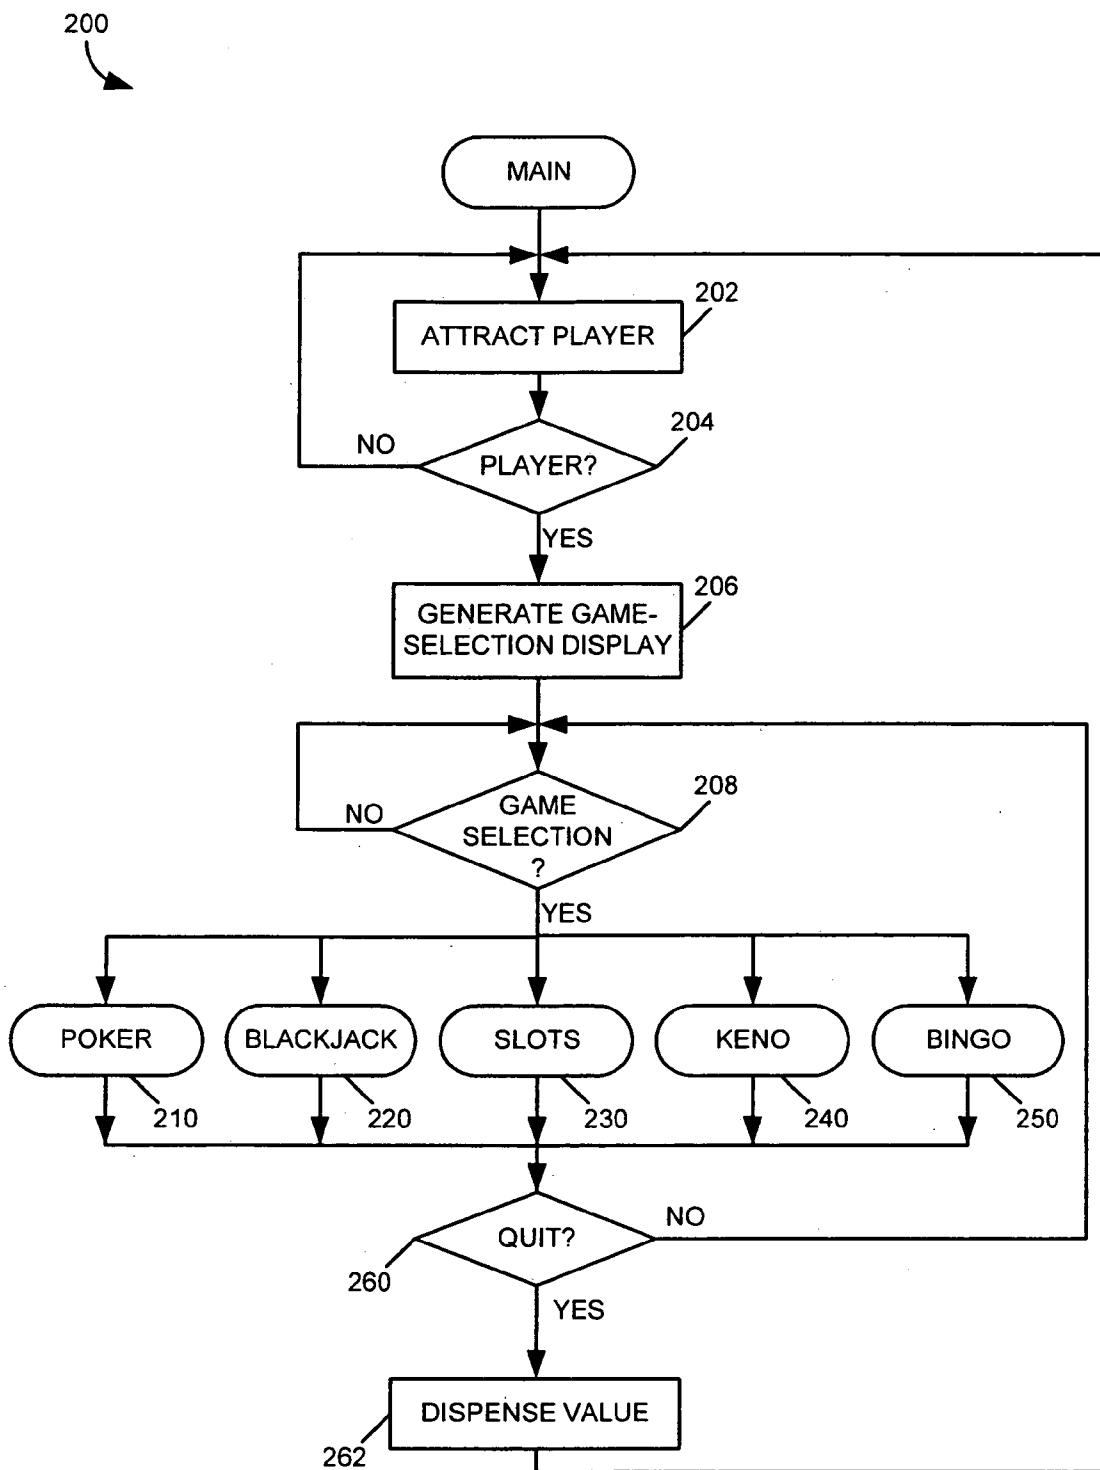 200
MAIN
202
ATTRACT PLAYER
204
NO
PLAYER?
YES
206
GENERATE GAME-
SELECTION DISPLAY
208
NO
GAME
SELECTION
?
YES
POKER
BLACKJACK
SLOTS
KENO
BINGO
210
220
230
240
250
NO
QUIT?
260
YES
DISPENSE VALUE
262